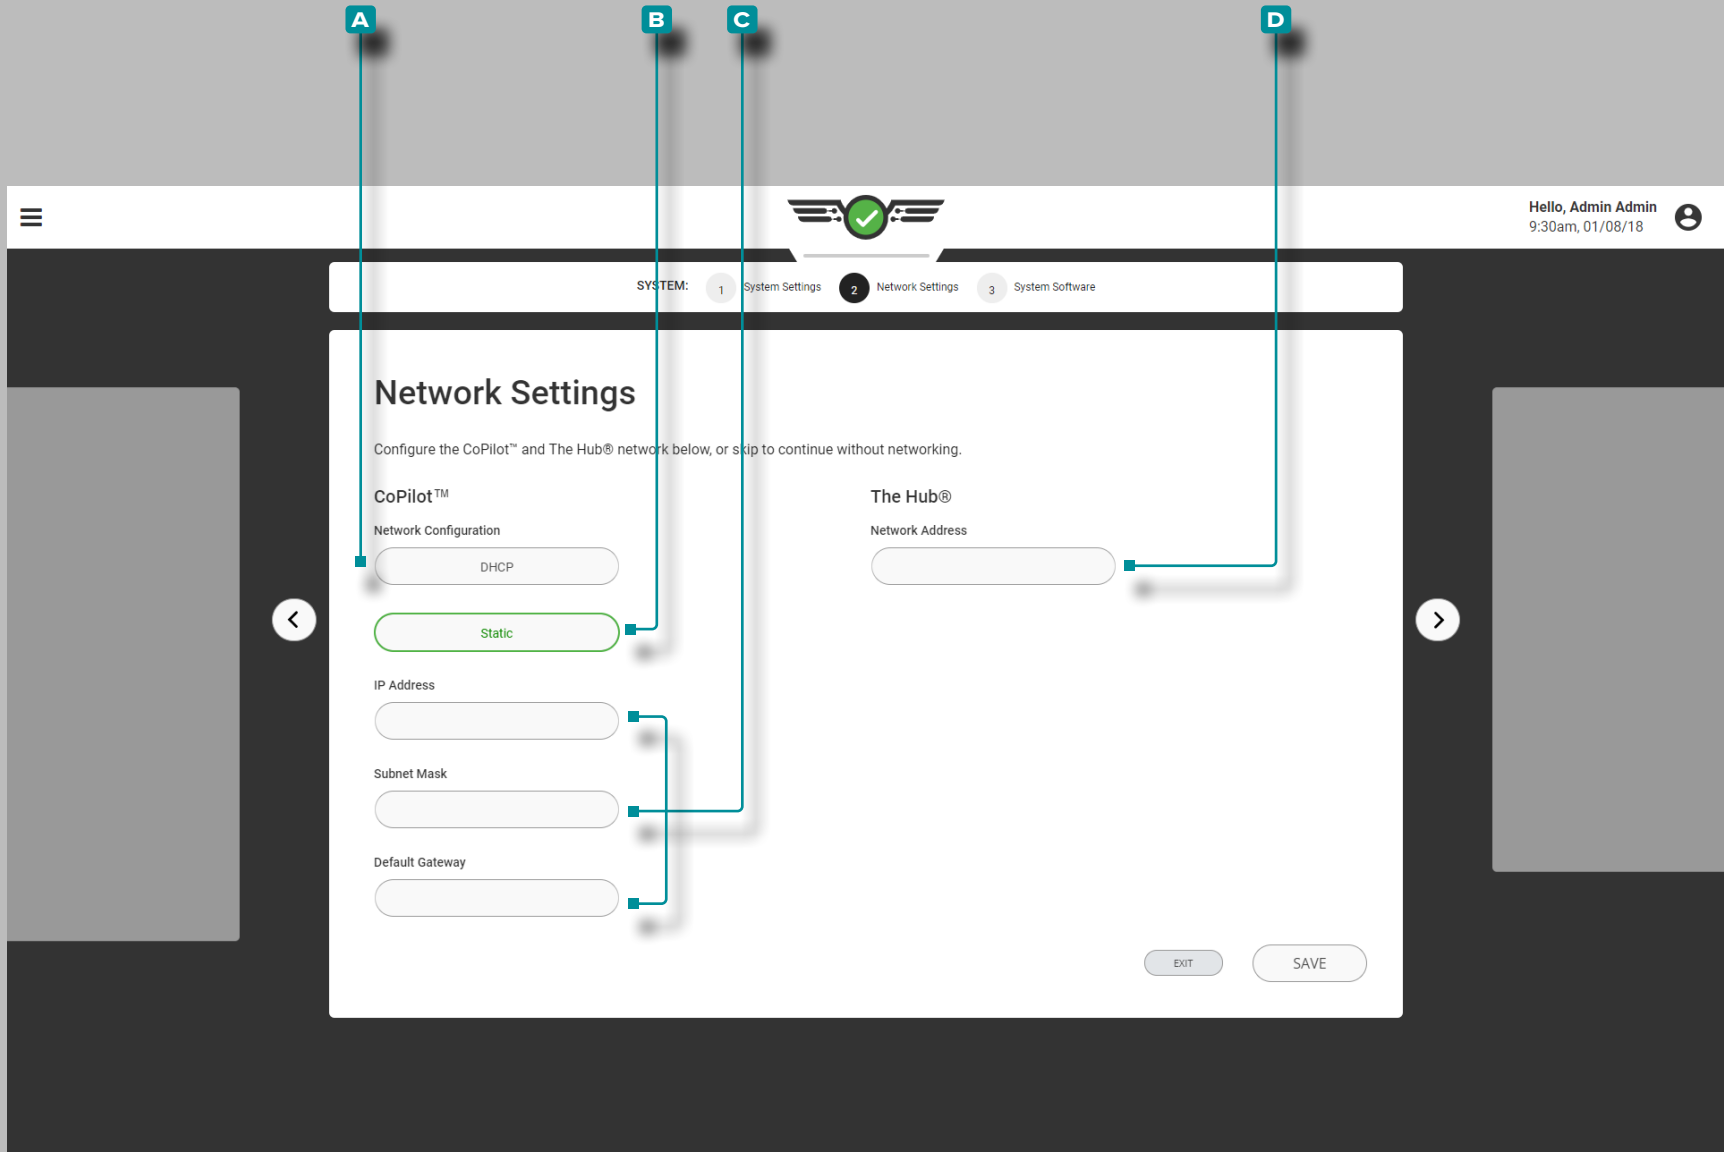 A B C D
Hello, Admin Admin
9:30am, 01/08/18
SYSTEM: 1 System Settings 2 Network Settings 3 System Software
Network Settings
Configure the CoPilot™ and The Hub® network below, or skip to continue without networking.
CoPilot™
Network Configuration
DHCP
Static
IP Address
Subnet Mask
Default Gateway
The Hub®
Network Address
EXIT SAVE